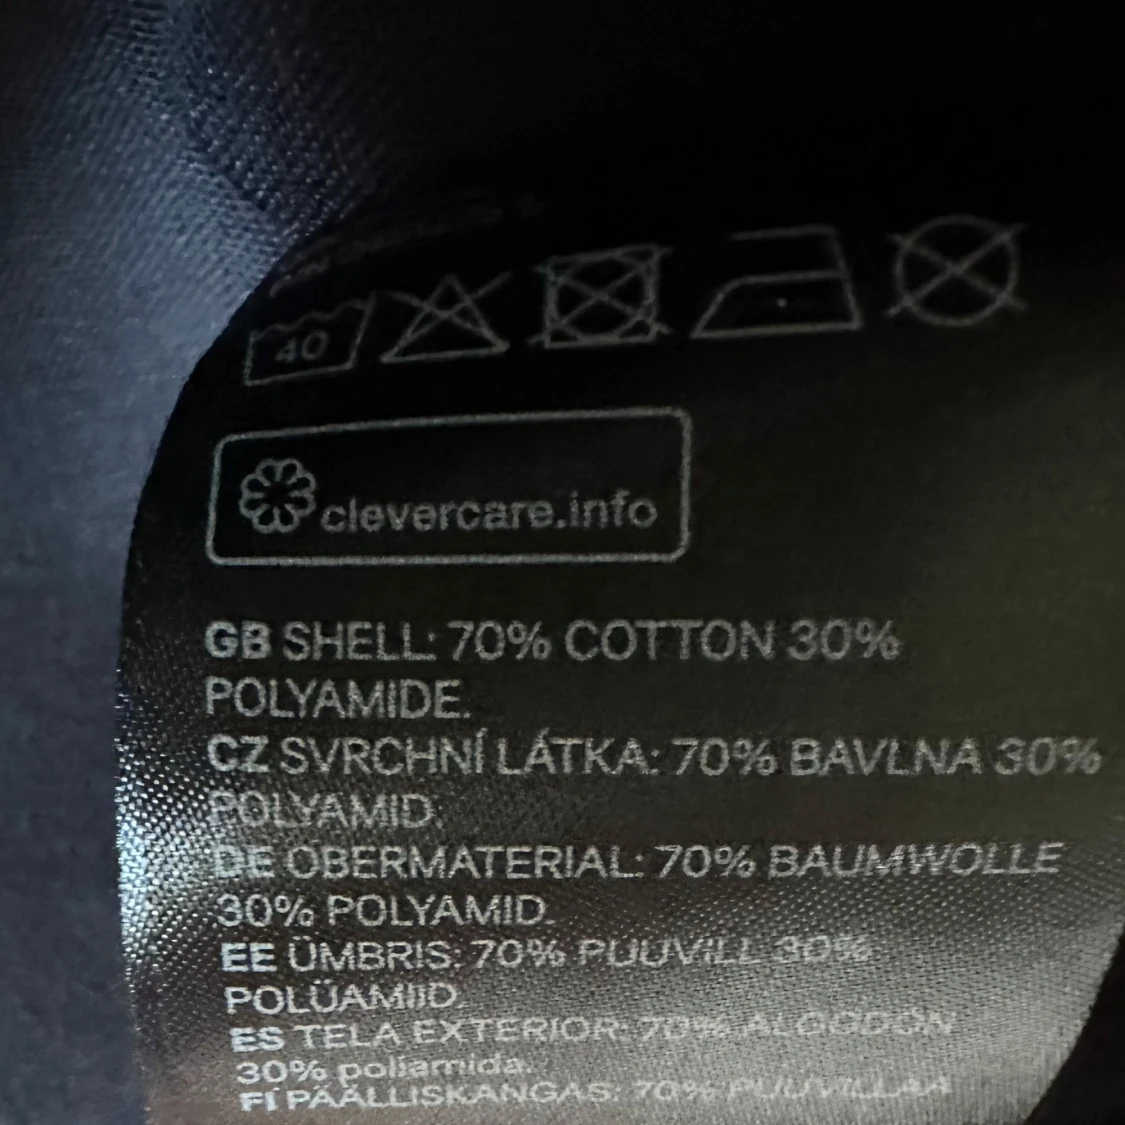 40
clevercare.info
GB SHELL: 70% COTTON 30%
POLYAMIDE.
CZ SVRCHNÍ LÁTKA: 70% BAVLNA 30%
POLYAMID.
DE OBERMATERIAL: 70% BAUMWOLLE
30% POLYAMID.
EE ÜMBRIS: 70% PUUVILL 30%
POLÜAMIID.
ES TELA EXTERIOR: 70% ALGODÓN
30% poliamida.
FI PÄÄLLISKANGAS: 70% PUUVILLAA